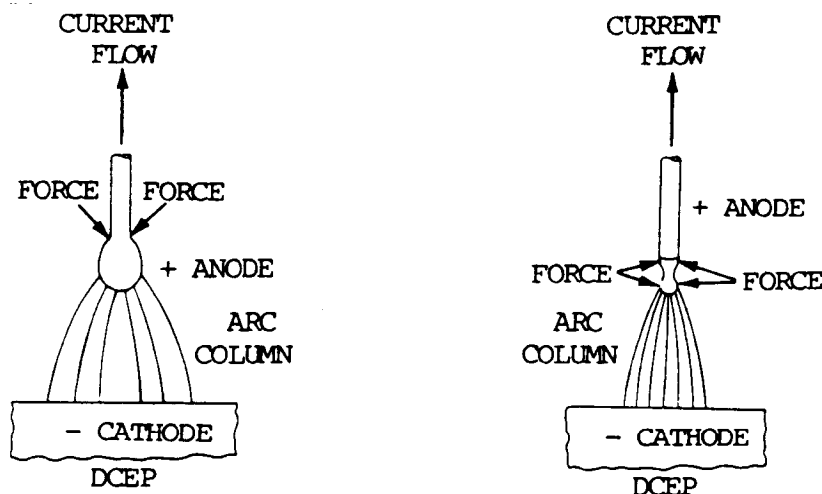 CURRENT
FLOW
FORCE FORCE
+ ANODE
ARC
COLUMN
- CATHODE
DCEP
CURRENT
FLOW
+ ANODE
FORCE FORCE
ARC
COLUMN
- CATHODE
DCEP